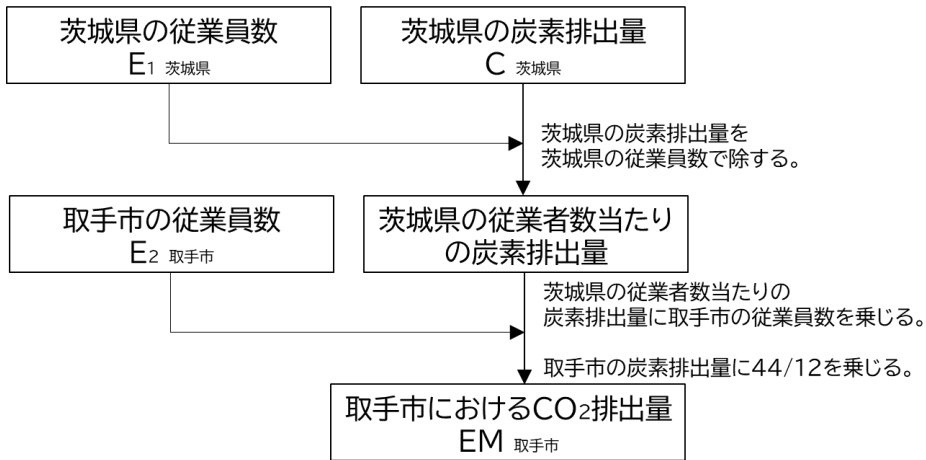 茨城県の従業員数
E1 茨城県
茨城県の炭素排出量
C 茨城県
茨城県の炭素排出量を
茨城県の従業員数で除する。
取手市の従業員数
E2 取手市
茨城県の従業者数当たり
の炭素排出量
茨城県の従業者数当たりの
炭素排出量に取手市の従業員数を乗じる。
取手市の炭素排出量に44/12を乗じる。
取手市におけるCO2排出量
EM 取手市